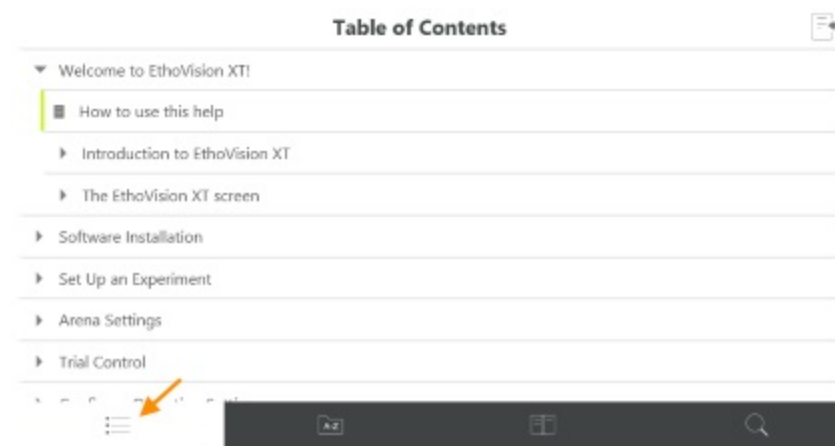 Table of Contents
Welcome to EthoVision XT!
How to use this help
Introduction to EthoVision XT
The EthoVision XT screen
Software Installation
Set Up an Experiment
Arena Settings
Trial Control
A-Z